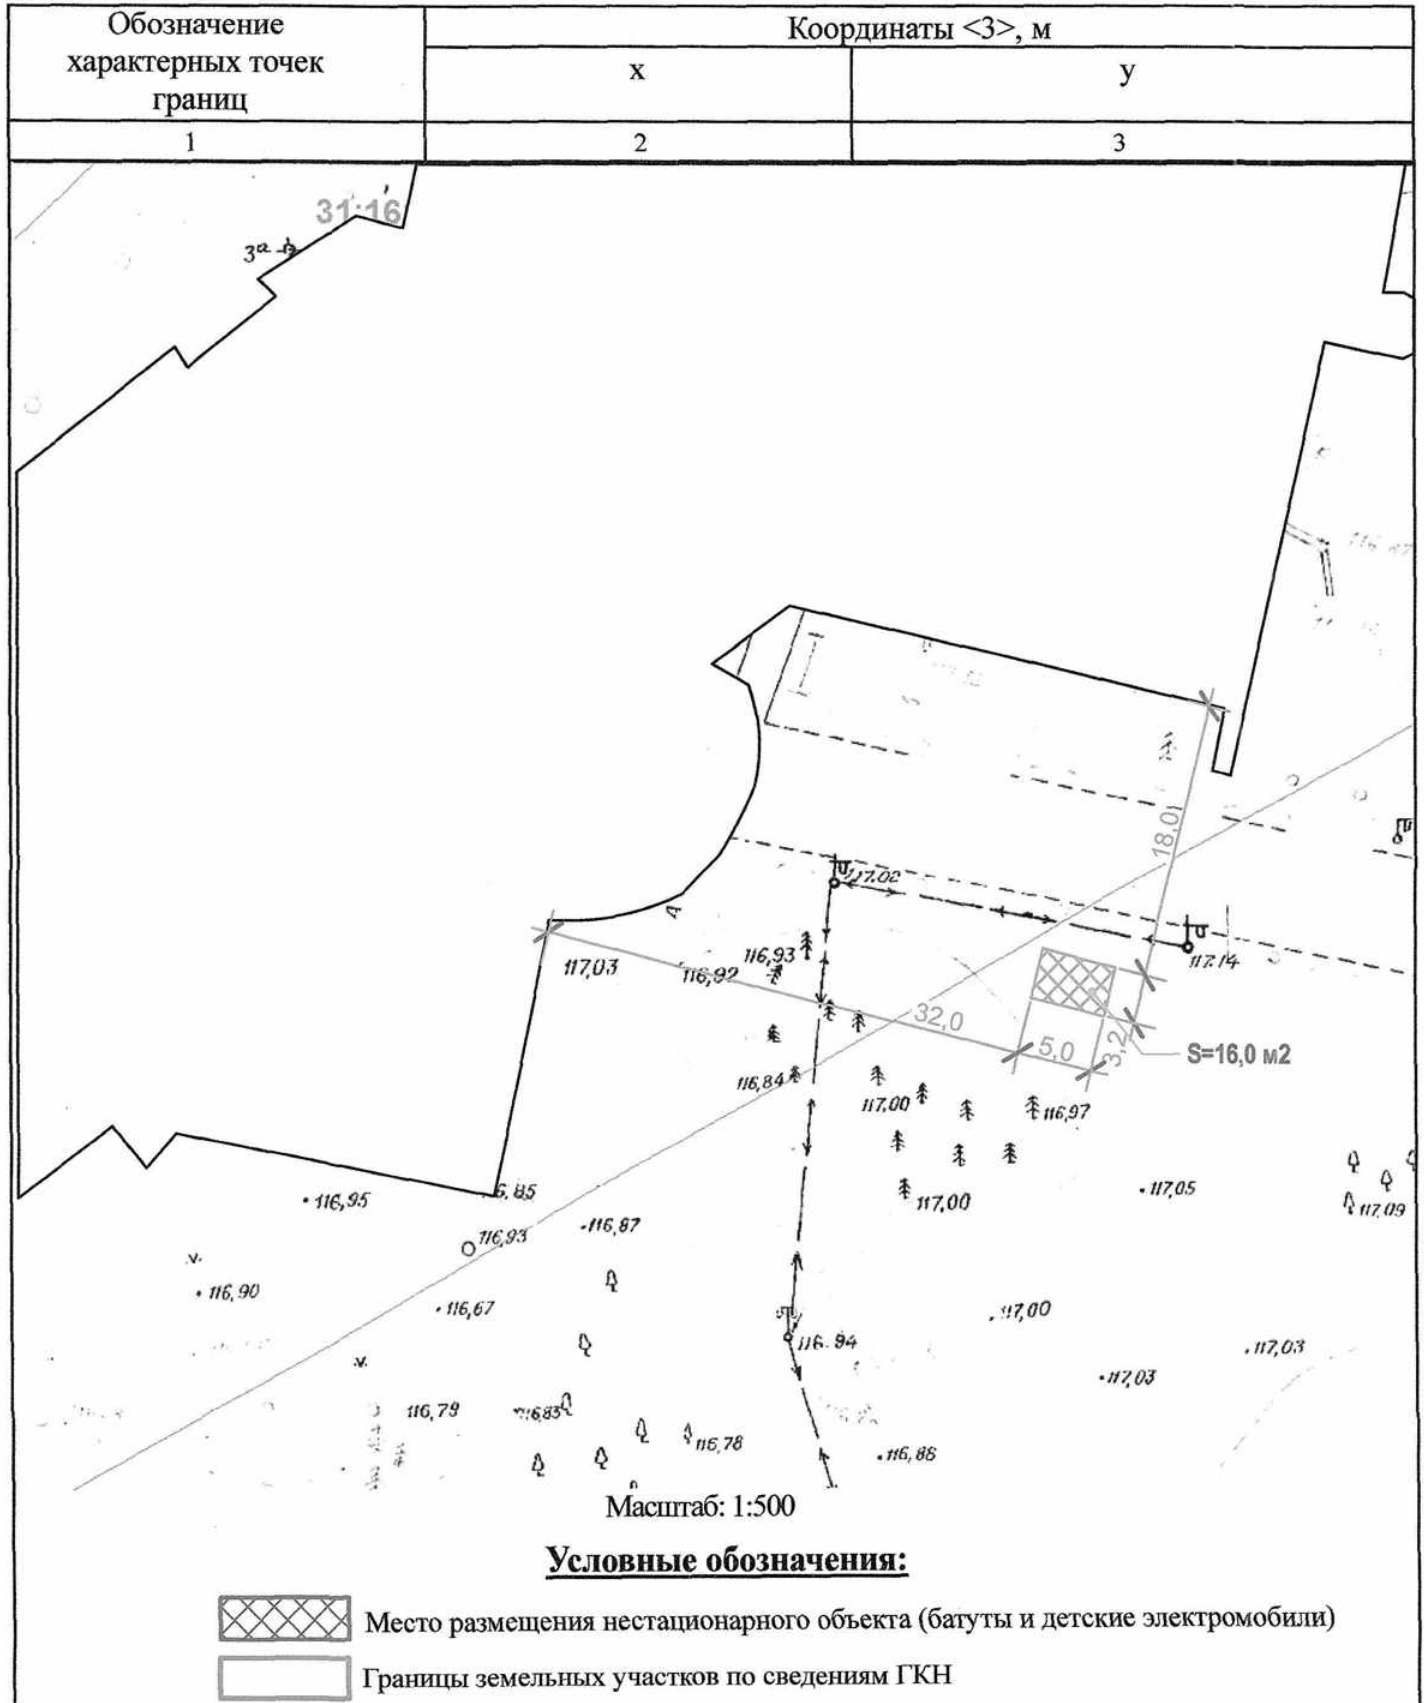 Обозначение
характерных точек
границ
Координаты <3>, м
x
y
1
2
3
31:16
3а
18,0
117.02
117.14
117,03
116,92
116,93
32,0
5,0
3,2
S=16,0 м2
116,84
117,00
116,97
117,00
117,05
117,09
116,95
6,85
116,93
116,87
116,90
116,67
117,00
116.94
117,03
117,03
116,79
116,83
116,78
116,88
Масштаб: 1:500
Условные обозначения:
Место размещения нестационарного объекта (батуты и детские электромобили)
Границы земельных участков по сведениям ГКН